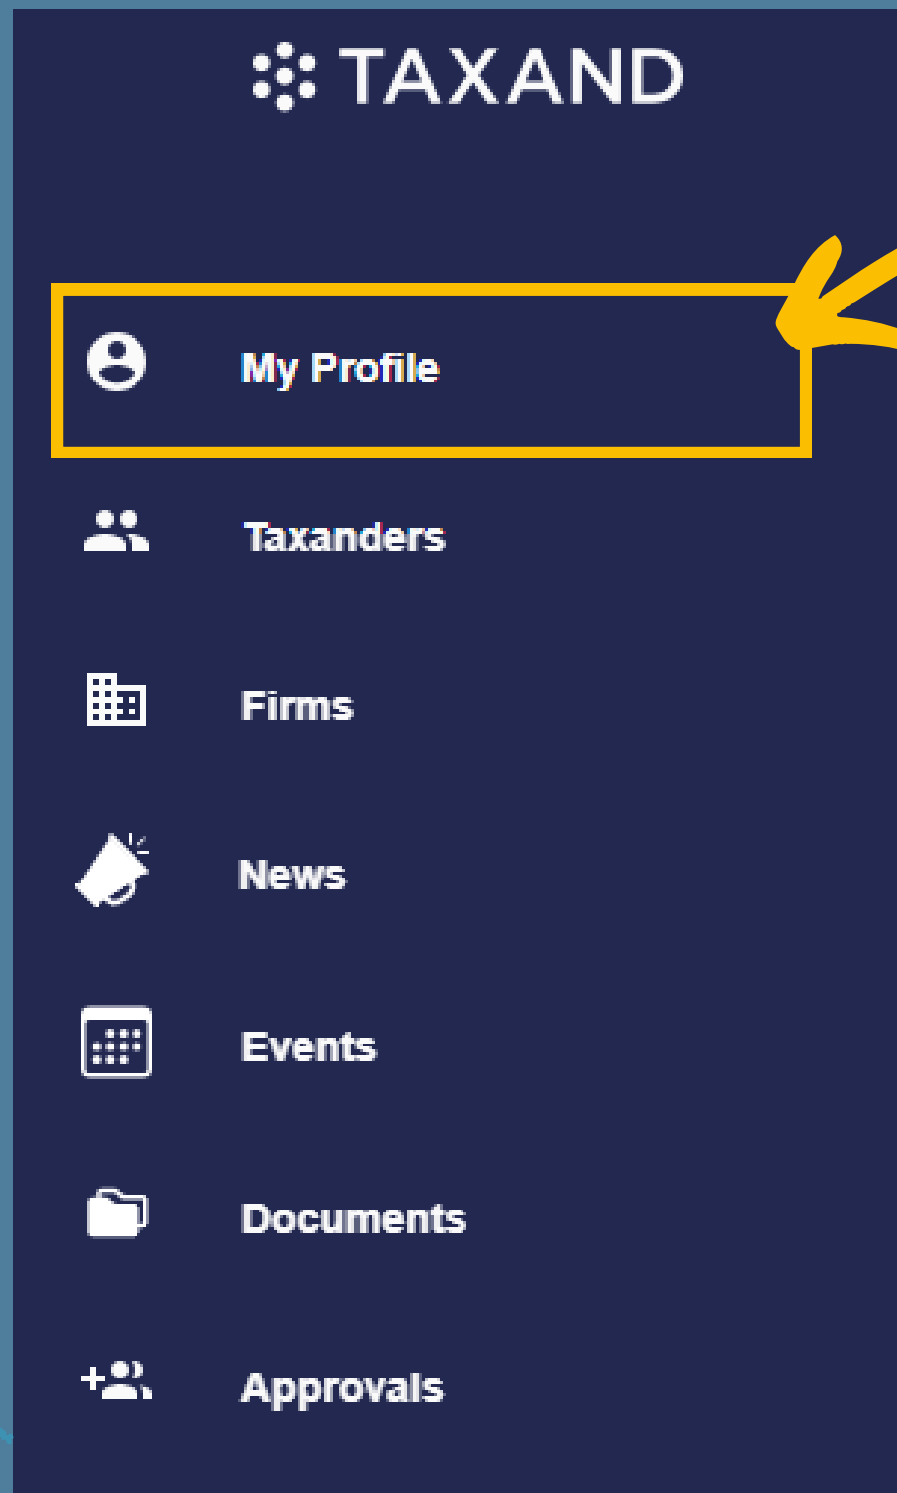 TAXAND
My Profile
Taxanders
Firms
News
Events
Documents
Approvals